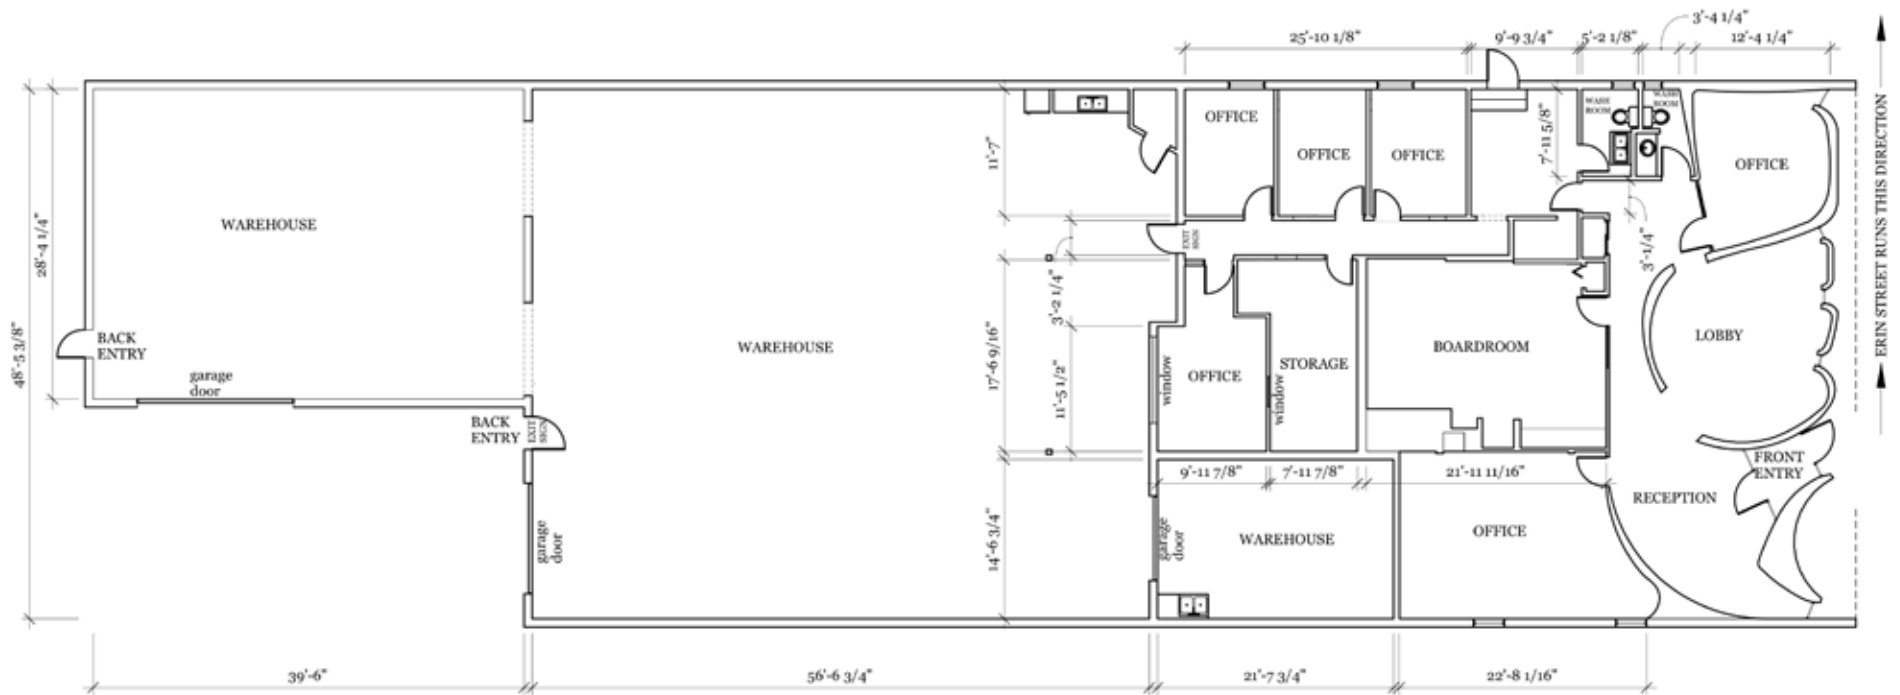 3'-4 1/4"
25'-10 1/8"
9'-9 3/4"
5'-2 1/8"
12'-4 1/4"
ERIN STREET RUNS THIS DIRECTION
OFFICE
OFFICE
OFFICE
WASH
ROOM
WASH
ROOM
7'-11 5/8"
11'-7"
OFFICE
WAREHOUSE
28'-4 1/4"
48'-5 3/8"
EXIT
SIGN
3'-1/4"
3'-2 1/4"
BACK
ENTRY
WAREHOUSE
17'-6 9/16"
11'-5 1/2"
window
OFFICE
STORAGE
window
BOARDROOM
LOBBY
garage
door
BACK
ENTRY
EXIT
SIGN
FRONT
ENTRY
9'-11 7/8"
7'-11 7/8"
21'-11 11/16"
RECEPTION
garage
door
14'-6 3/4"
garage
door
WAREHOUSE
OFFICE
39'-6"
56'-6 3/4"
21'-7 3/4"
22'-8 1/16"